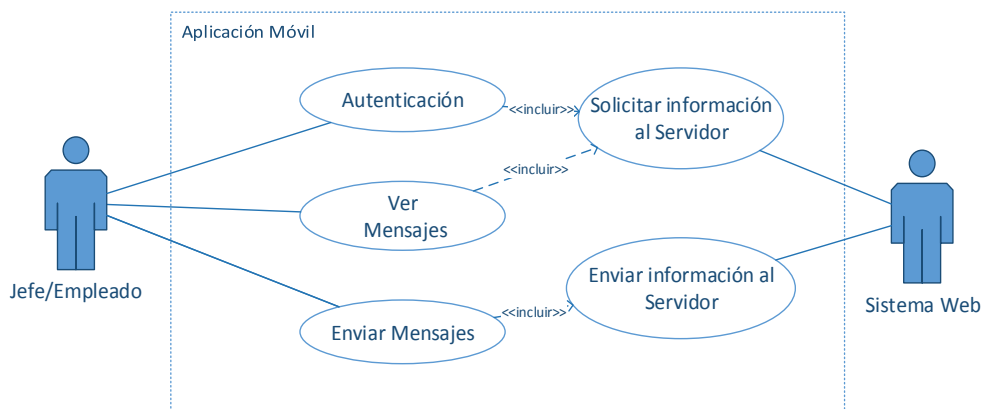 Aplicación Móvil
Autenticación
<<incluir>>
Solicitar información
al Servidor
<<incluir>>
Ver
Mensajes
Jefe/Empleado
Enviar información al
Servidor
Sistema Web
<<incluir>>
Enviar Mensajes